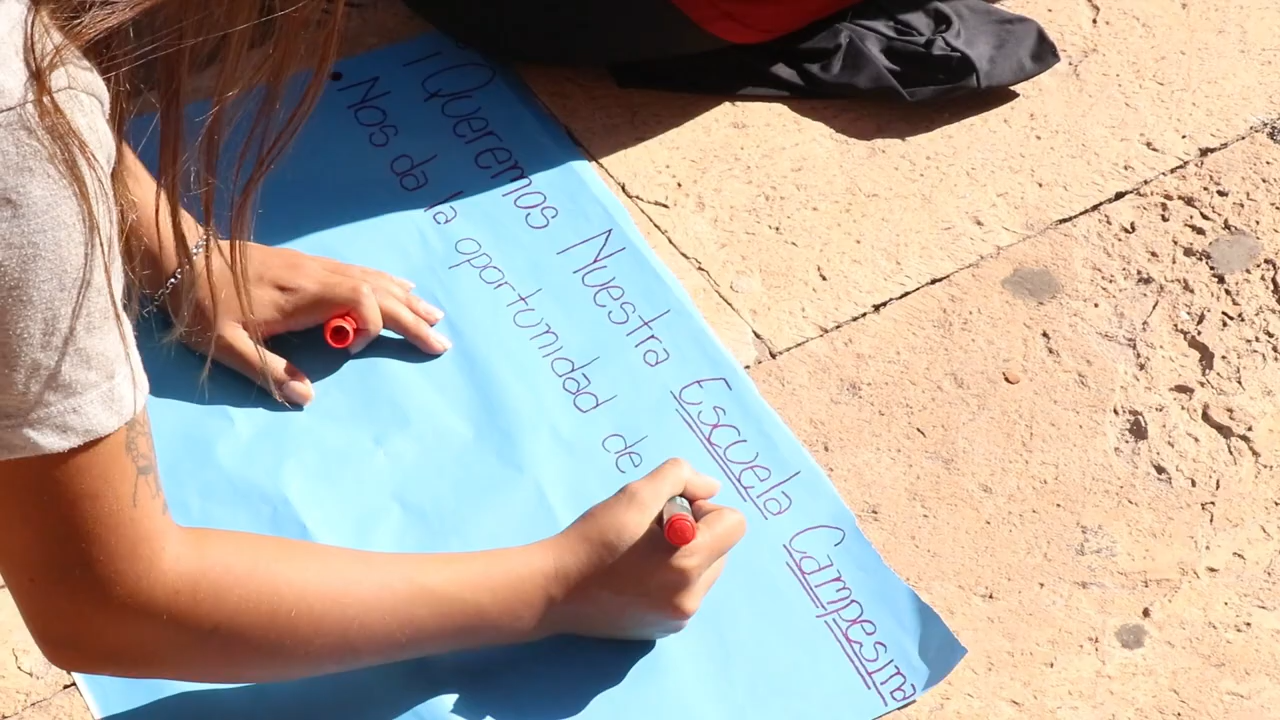 ¡Queremos Nuestra Escuela Campesina
• Nos da la oportunidad de